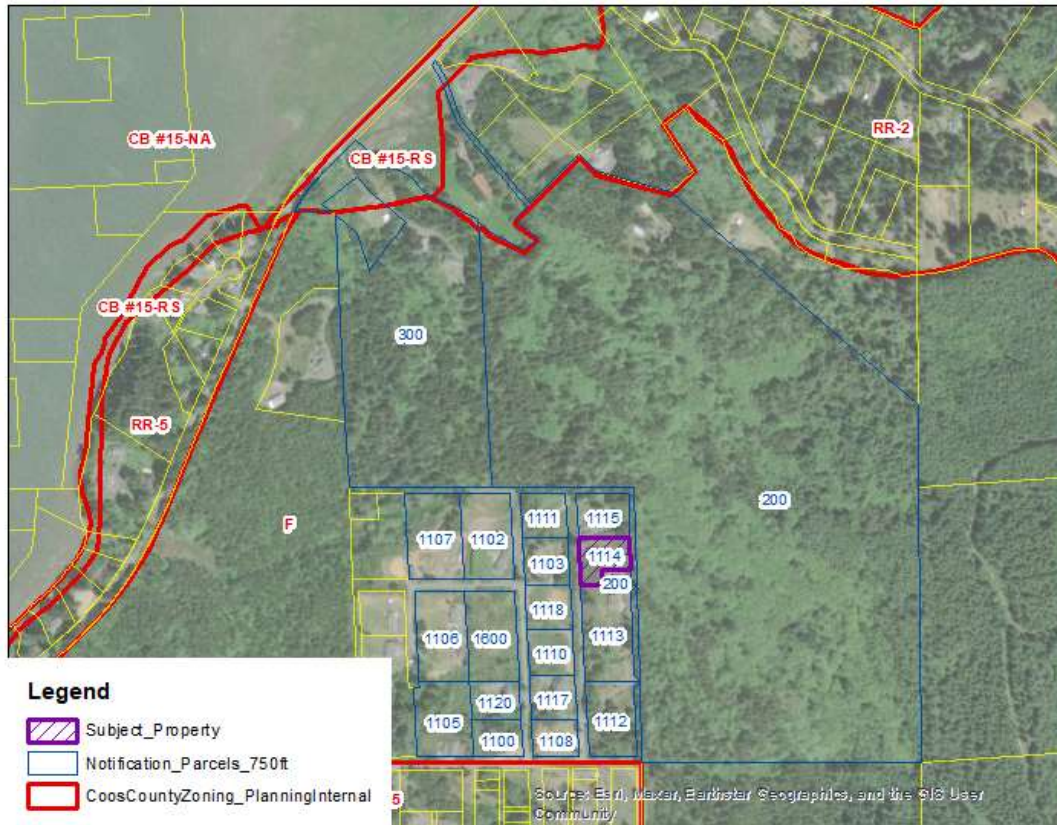 CB #15-NA
CB #15-RS
RR-2
CB #15-RS
300
RR-5
200
F
1107
1102
1111
1115
1103
1114
200
1118
1106
1600
1113
1110
1120
1117
1105
1112
1100
1108
Legend
Subject_Property
Notification_Parcels_750ft
CoosCountyZoning_PlanningInternal
5
Source: Esri, Maxar, Earthstar Geographics, and the GIS User
Community